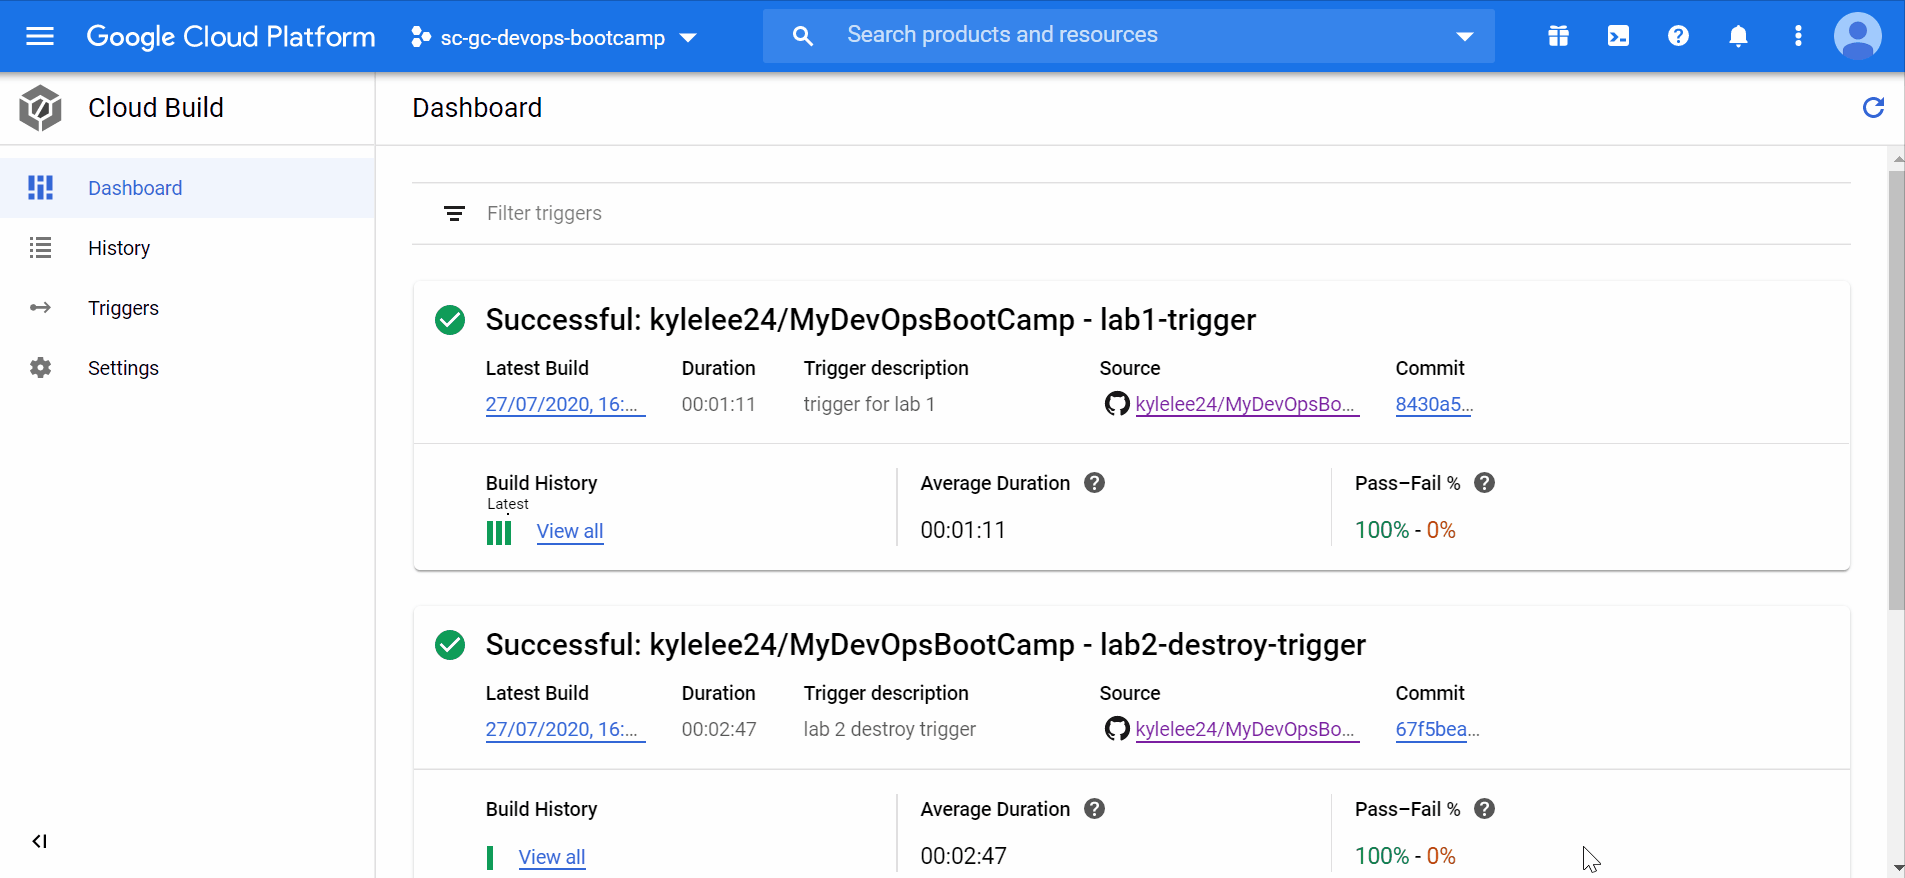 Google Cloud Platform
sc-gc-devops-bootcamp
Search products and resources
Cloud Build
Dashboard
Dashboard
History
Triggers
Settings
Filter triggers
Successful: kylelee24/MyDevOpsBootCamp - lab1-trigger
Latest Build Duration Trigger description Source Commit
27/07/2020, 16:... 00:01:11 trigger for lab 1 kylelee24/MyDevOpsBo... 8430a5...
Build History Average Duration Pass–Fail %
Latest
View all 00:01:11 100% - 0%
Successful: kylelee24/MyDevOpsBootCamp - lab2-destroy-trigger
Latest Build Duration Trigger description Source Commit
27/07/2020, 16:... 00:02:47 lab 2 destroy trigger kylelee24/MyDevOpsBo... 67f5bea...
Build History Average Duration Pass–Fail %
View all 00:02:47 100% - 0%